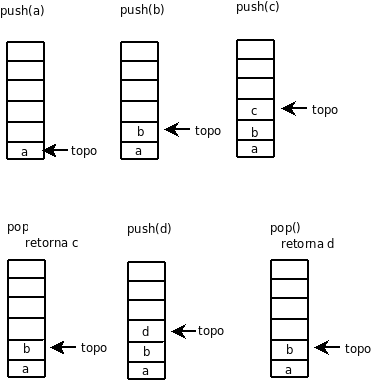 push(a)
push(b)
push(c)
c
topo
b
topo
b
a
topo
a
a
pop
retorna c
push(d)
pop()
retorna d
d
topo
b
topo
b
b
topo
a
a
a